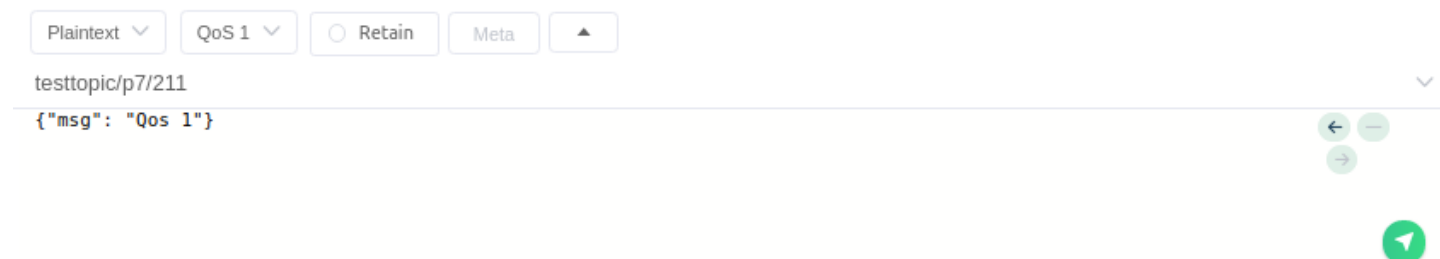 Plaintext QoS 1 Retain Meta
testtopic/p7/211
{"msg": "Qos 1"}